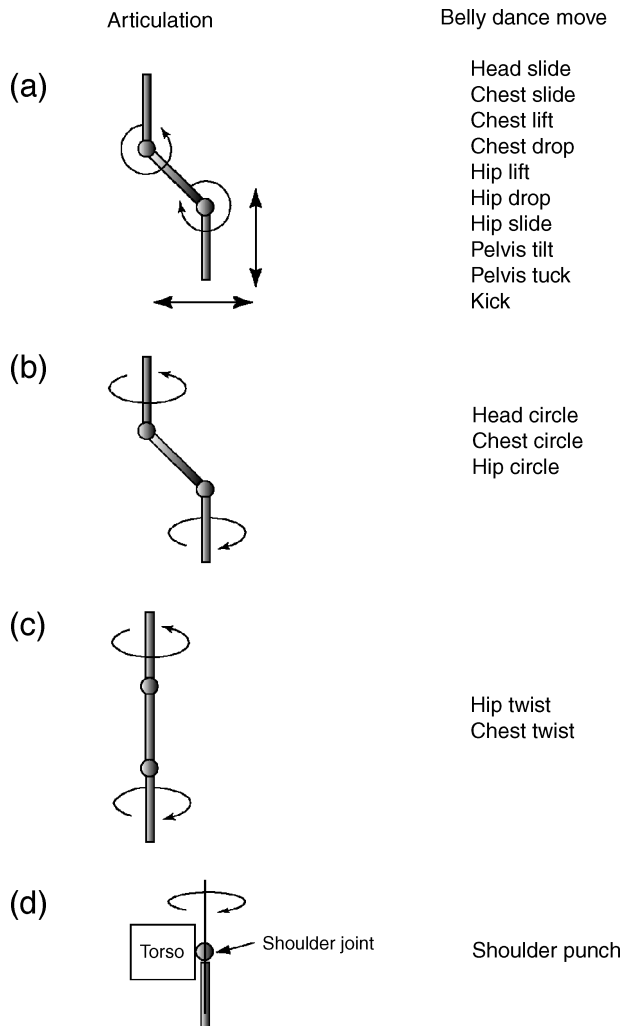 Articulation
Belly dance move
(a)
Head slide
Chest slide
Chest lift
Chest drop
Hip lift
Hip drop
Hip slide
Pelvis tilt
Pelvis tuck
Kick
(b)
Head circle
Chest circle
Hip circle
(c)
Hip twist
Chest twist
(d)
Torso
Shoulder joint
Shoulder punch